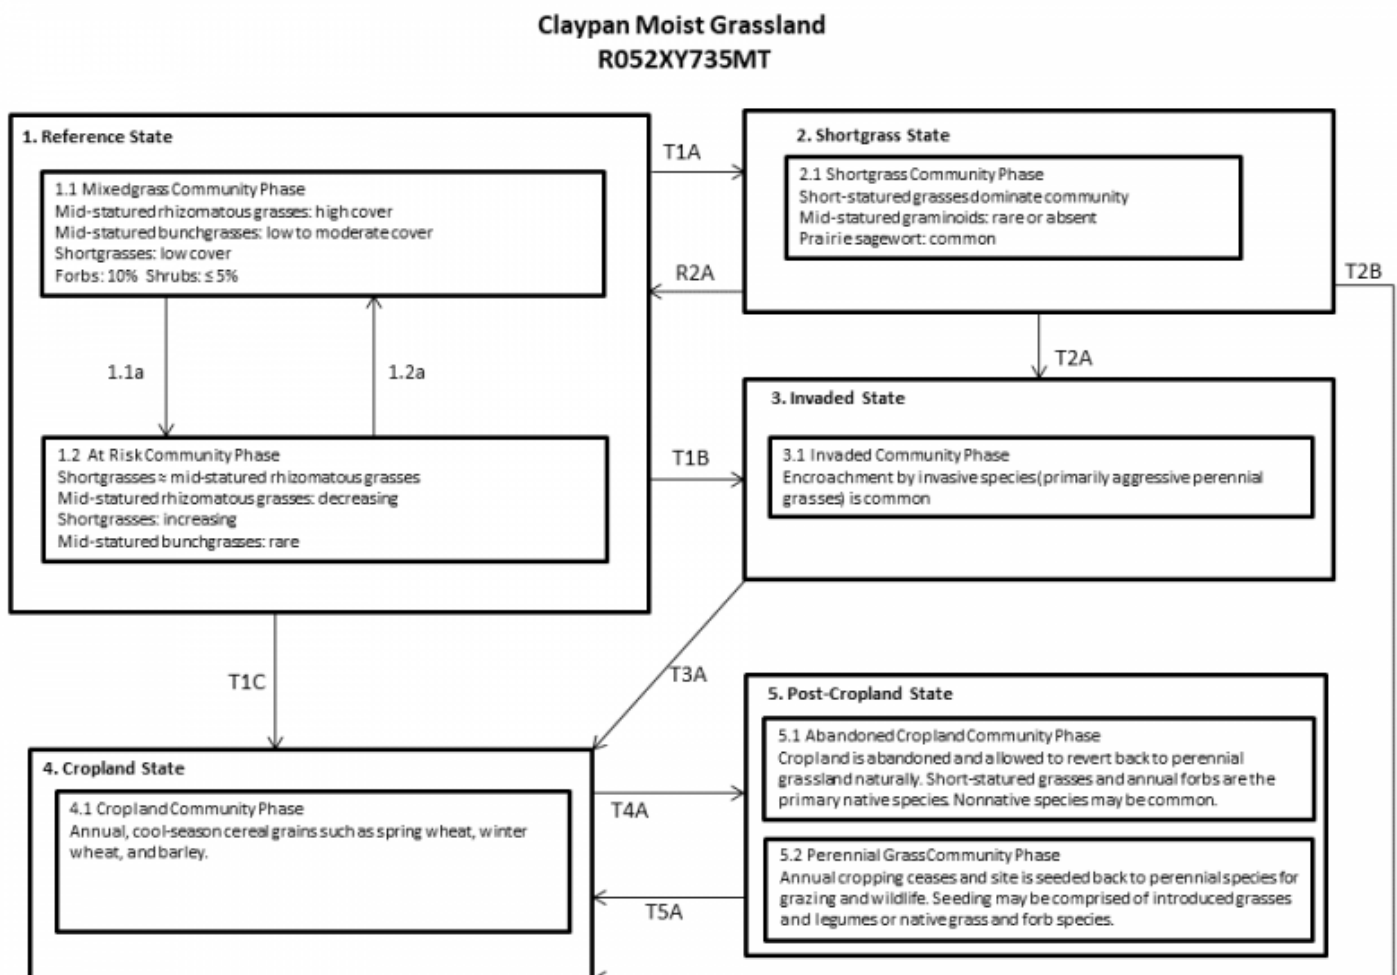 Claypan Moist Grassland
R052XY735MT
1. Reference State
1.1 Mixedgrass Community Phase
Mid-statured rhizomatous grasses: high cover
Mid-statured bunchgrasses: low to moderate cover
Shortgrasses: low cover
Forbs: 10% Shrubs: ≤ 5%
1.1a
1.2a
1.2 At Risk Community Phase
Shortgrasses ≈ mid-statured rhizomatous grasses
Mid-statured rhizomatous grasses: decreasing
Shortgrasses: increasing
Mid-statured bunchgrasses: rare
T1A
R2A
T1B
2. Shortgrass State
2.1 Shortgrass Community Phase
Short-statured grasses dominate community
Mid-statured graminoids: rare or absent
Prairie sagewort: common
T2B
T2A
3. Invaded State
3.1 Invaded Community Phase
Encroachment by invasive species (primarily aggressive perennial
grasses) is common
T1C
T3A
4. Cropland State
4.1 Cropland Community Phase
Annual, cool-season cereal grains such as spring wheat, winter
wheat, and barley.
T4A
T5A
5. Post-Cropland State
5.1 Abandoned Cropland Community Phase
Cropland is abandoned and allowed to revert back to perennial
grassland naturally. Short-statured grasses and annual forbs are the
primary native species. Nonnative species may be common.
5.2 Perennial Grass Community Phase
Annual cropping ceases and site is seeded back to perennial species for
grazing and wildlife. Seeding may be comprised of introduced grasses
and legumes or native grass and forb species.